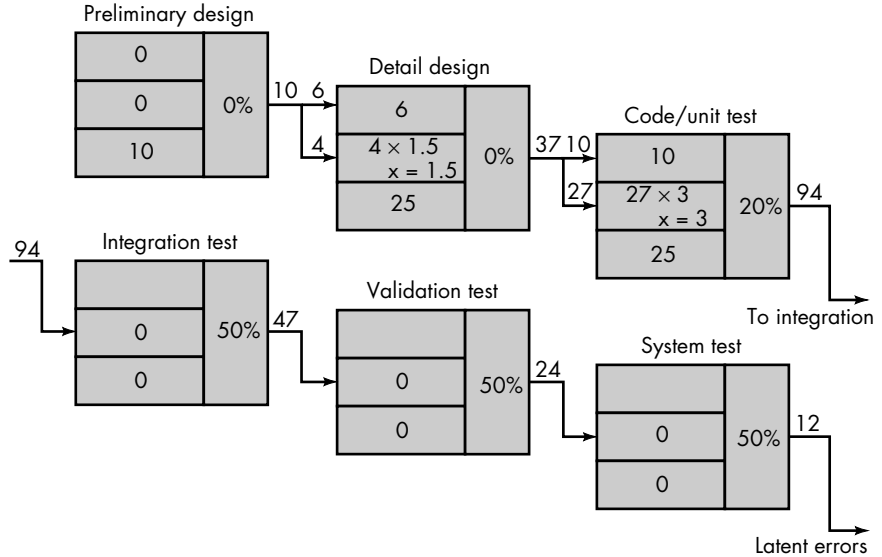 Preliminary design
0
0
10
0%
10
6
4
Detail design
6
4 × 1.5
x = 1.5
25
0%
37
10
27
Code/unit test
10
27 × 3
x = 3
25
20%
94
To integration
94
Integration test
0
0
50%
47
Validation test
0
0
50%
24
System test
0
0
50%
12
Latent errors